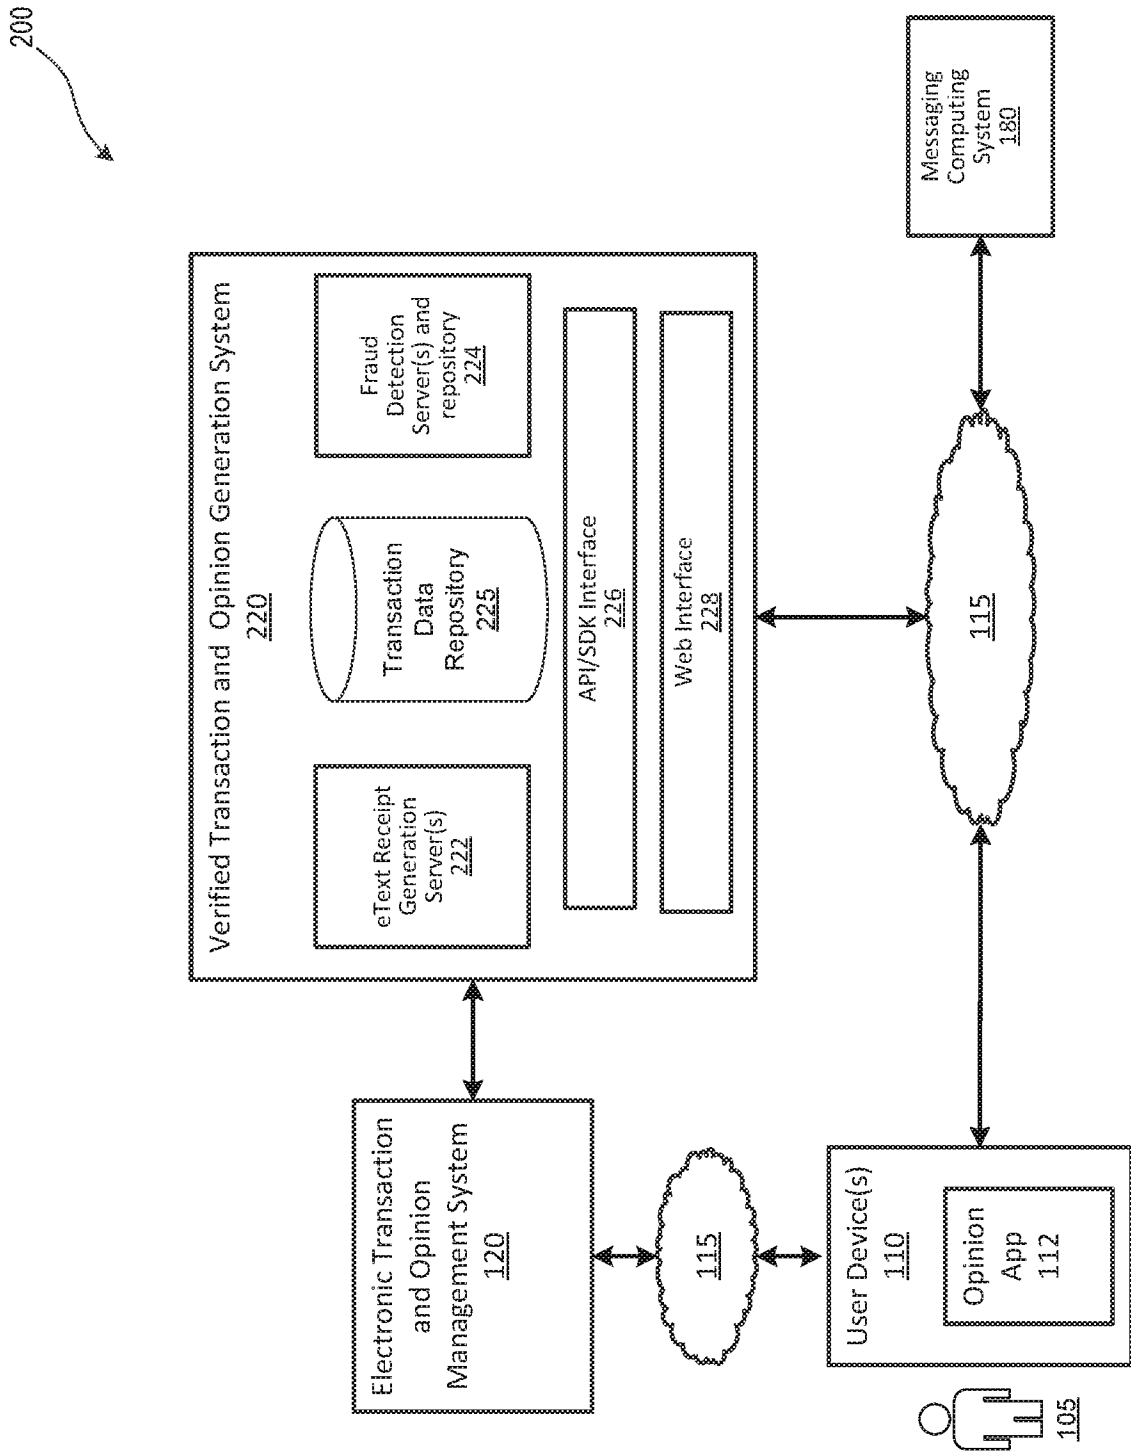 200
Verified Transaction and Opinion Generation System
220
eText Receipt
Generation
Server(s)
222
Transaction
Data
Repository
225
Fraud
Detection
Server(s) and
repository
224
API/SDK Interface
226
Web Interface
228
Electronic Transaction
and Opinion
Management System
120
115
115
User Device(s)
110
Opinion
App
112
105
Messaging
Computing
System
180